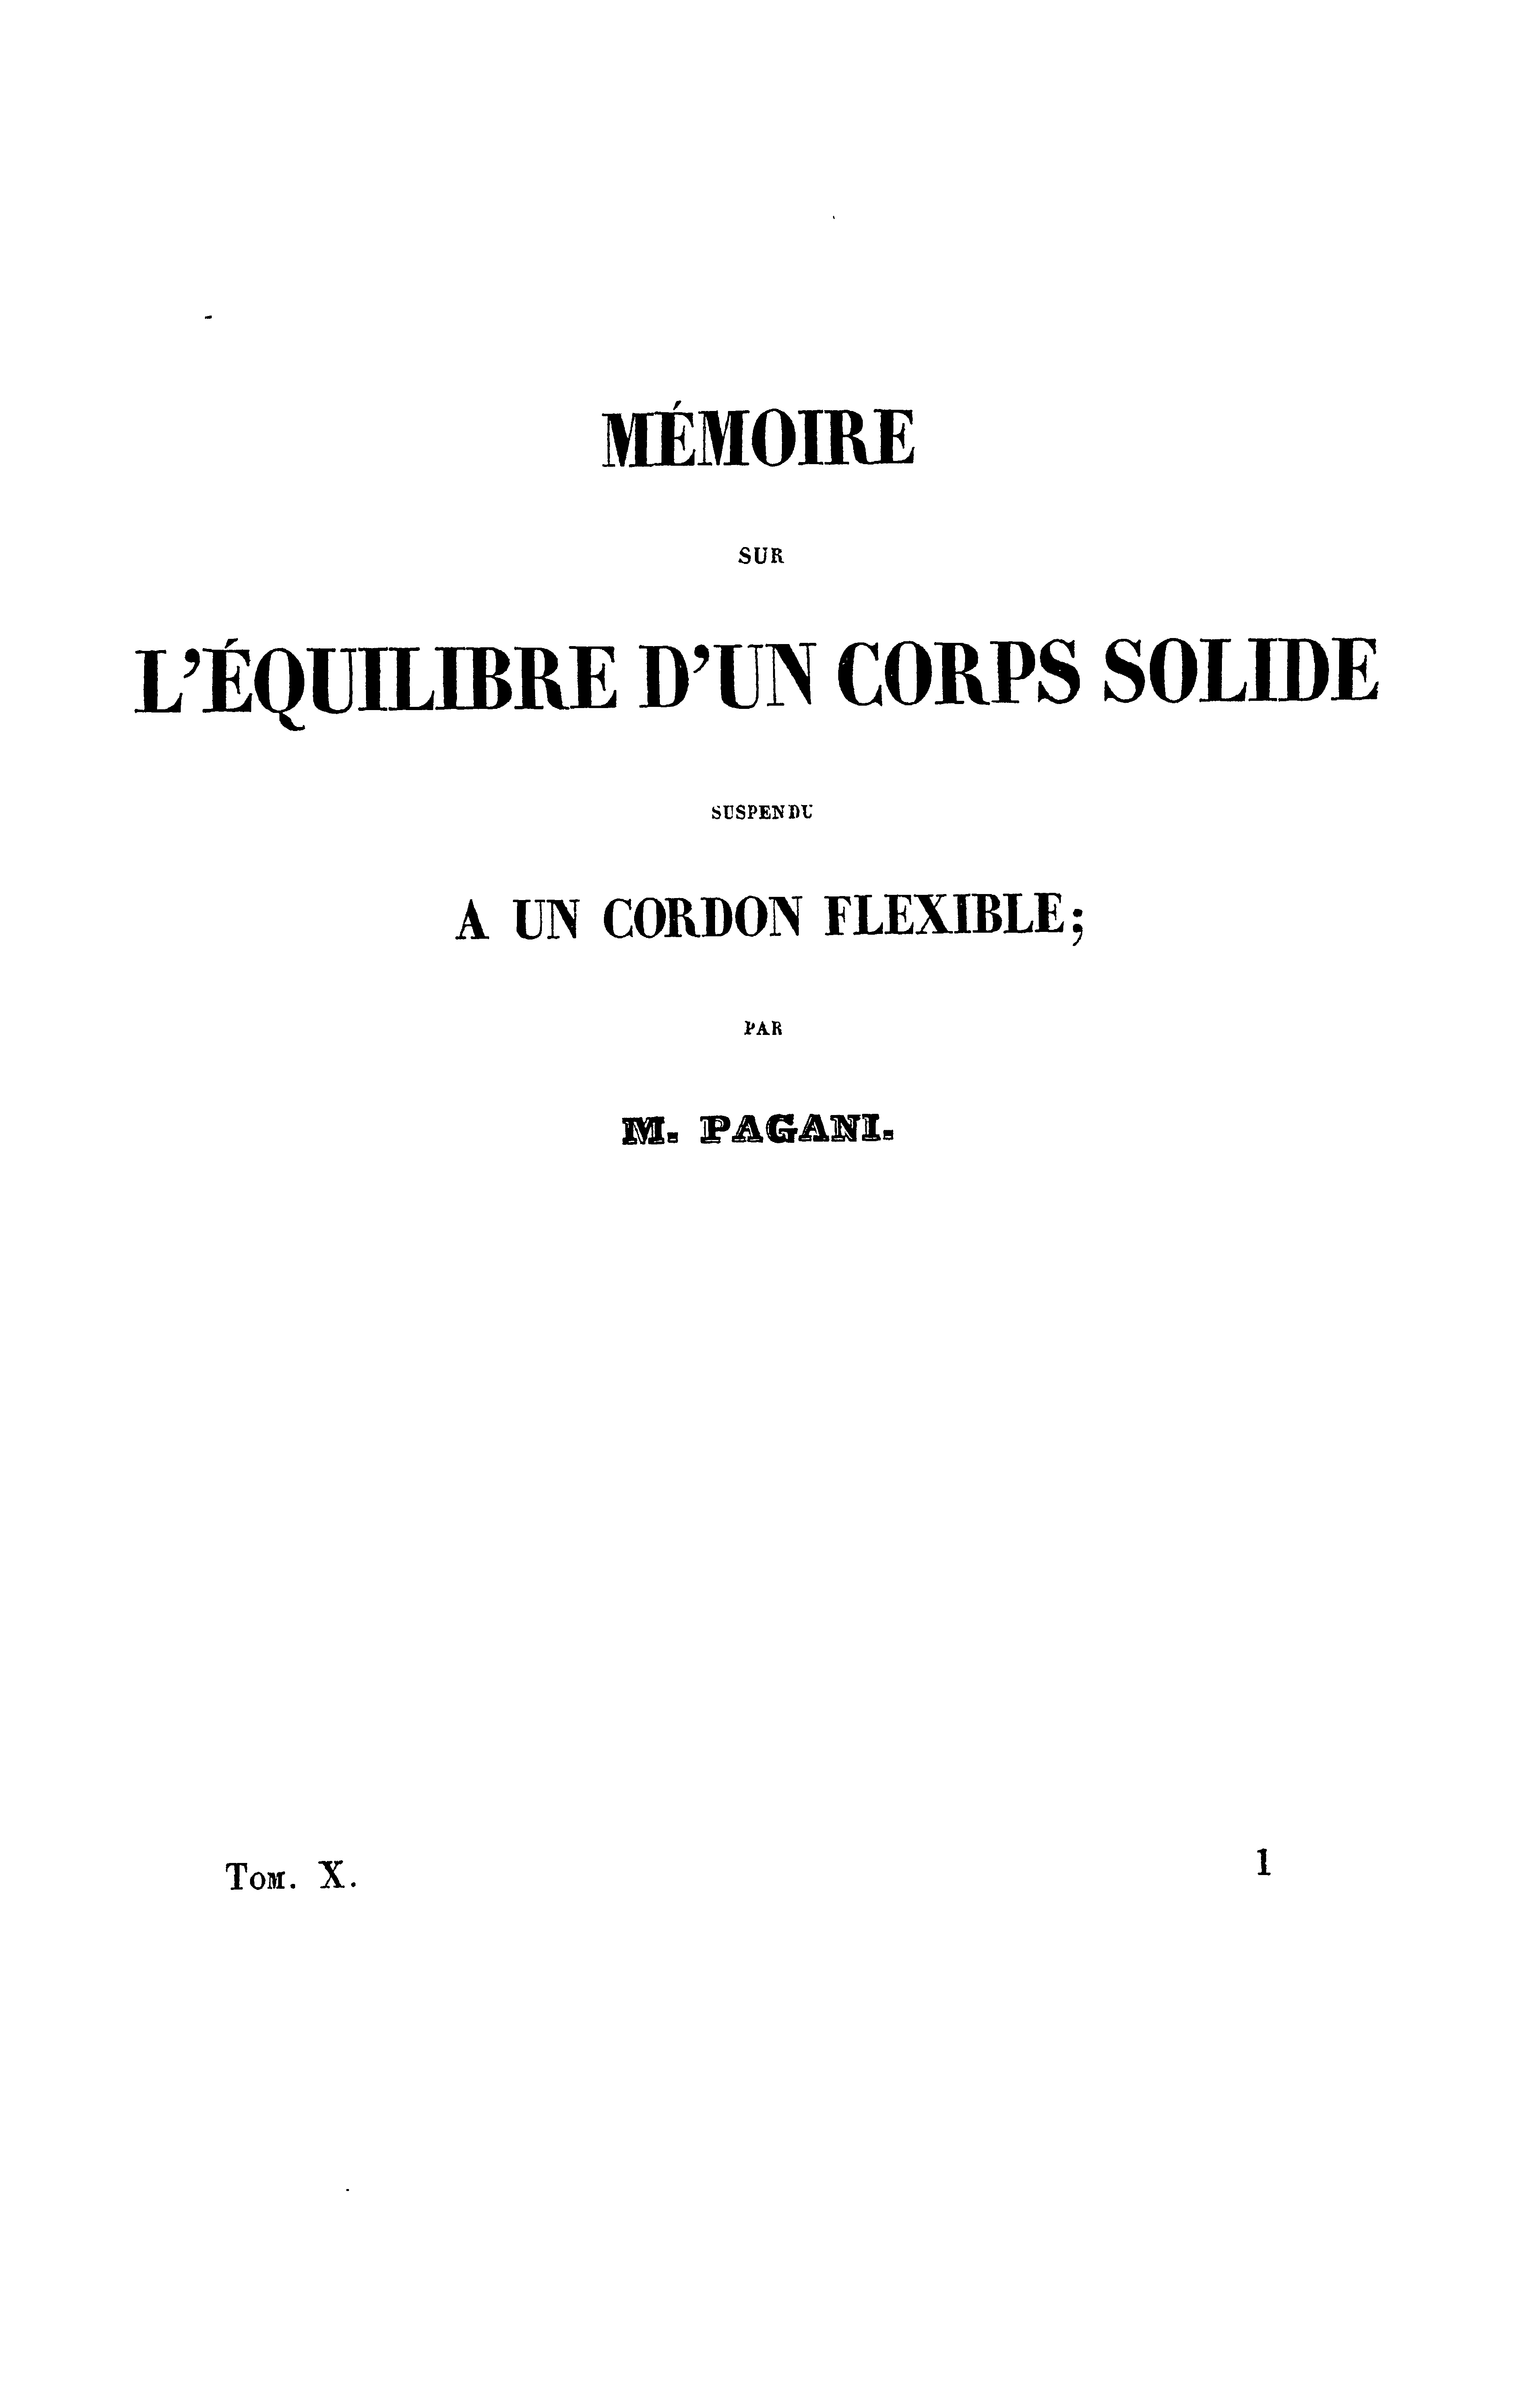 MÉMOIRE
SUR
L'ÉQUILIBRE D'UN CORPS SOLIDE
SUSPENDU
A UN CORDON FLEXIBLE;
PAR
M. PAGANI.
TOM. X. 1